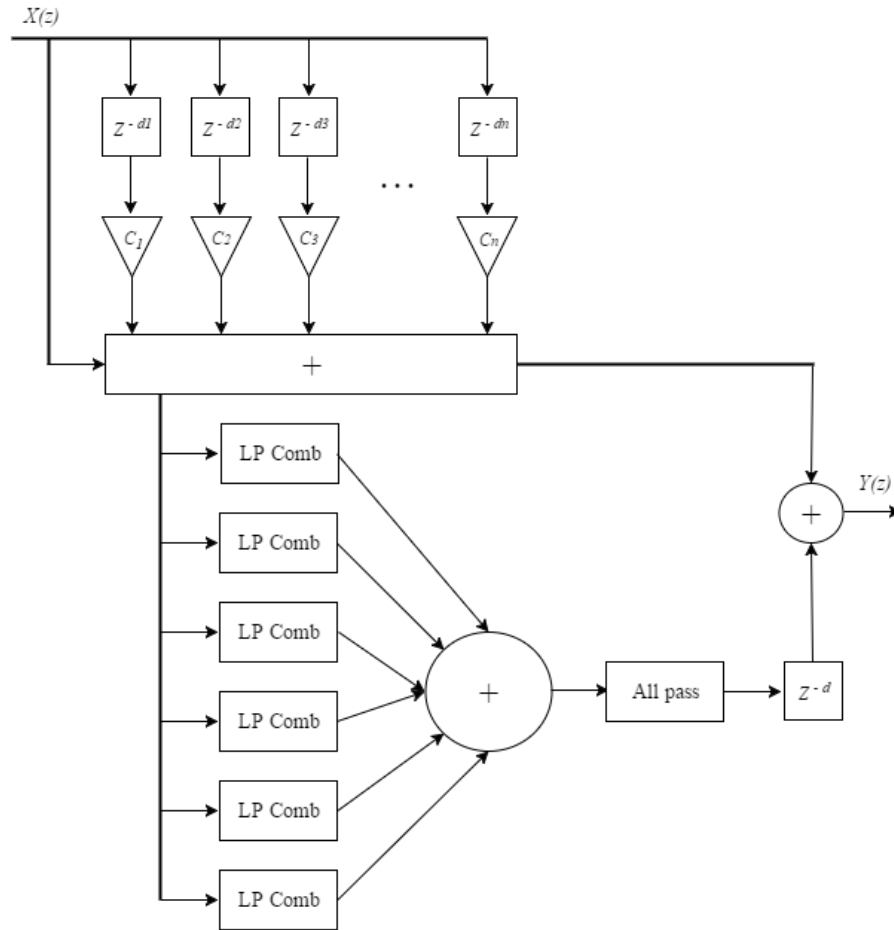 X(z)
Z^-d1 Z^-d2 Z^-d3 Z^-dn
...
C1 C2 C3 Cn
+
LP Comb
Y(z)
+
LP Comb
LP Comb
+ All pass Z^-d
LP Comb
LP Comb
LP Comb